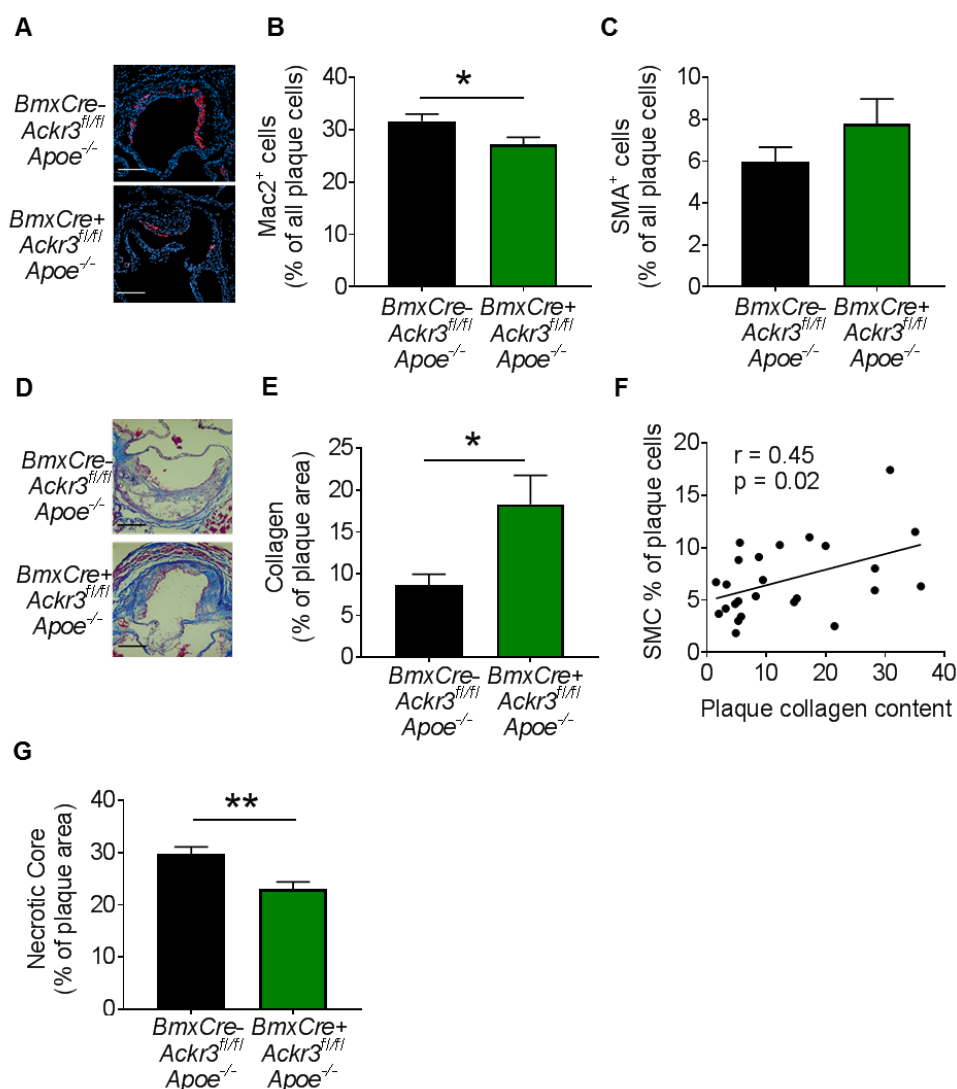 A
BmxCre-
Ackr3fl/fl
Apoe-/-
BmxCre+
Ackr3fl/fl
Apoe-/-
B
Mac2+ cells
(% of all plaque cells)
40
30
20
10
0
*
BmxCre-
Ackr3fl/fl
Apoe-/-
BmxCre+
Ackr3fl/fl
Apoe-/-
C
SMA+ cells
(% of all plaque cells)
10
8
6
4
2
0
BmxCre-
Ackr3fl/fl
Apoe-/-
BmxCre+
Ackr3fl/fl
Apoe-/-
D
BmxCre-
Ackr3fl/fl
Apoe-/-
BmxCre+
Ackr3fl/fl
Apoe-/-
E
Collagen
(% of plaque area)
25
20
15
10
5
0
*
BmxCre-
Ackr3fl/fl
Apoe-/-
BmxCre+
Ackr3fl/fl
Apoe-/-
F
SMC % of plaque cells
20
15
10
5
0
r = 0.45
p = 0.02
0 10 20 30 40
Plaque collagen content
G
Necrotic Core
(% of plaque area)
40
30
20
10
0
**
BmxCre-
Ackr3fl/fl
Apoe-/-
BmxCre+
Ackr3fl/fl
Apoe-/-